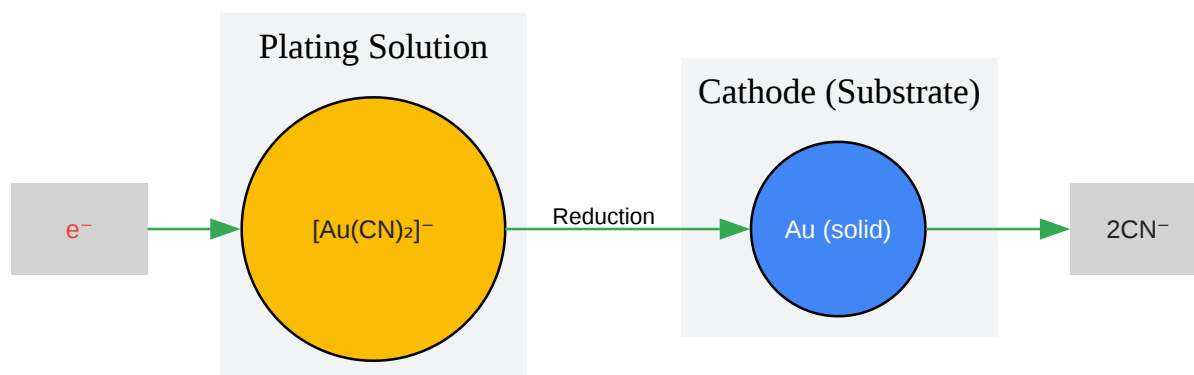 Plating Solution
Cathode (Substrate)
e⁻
[Au(CN)₂]⁻
Reduction
Au (solid)
2CN⁻